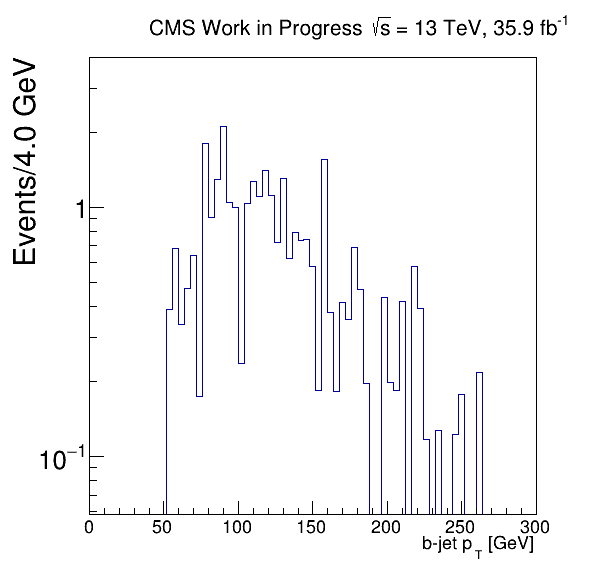 CMS Work in Progress √s = 13 TeV, 35.9 fb⁻¹
Events/4.0 GeV
1
10⁻¹
0 50 100 150 200 250 300
b-jet p_T [GeV]